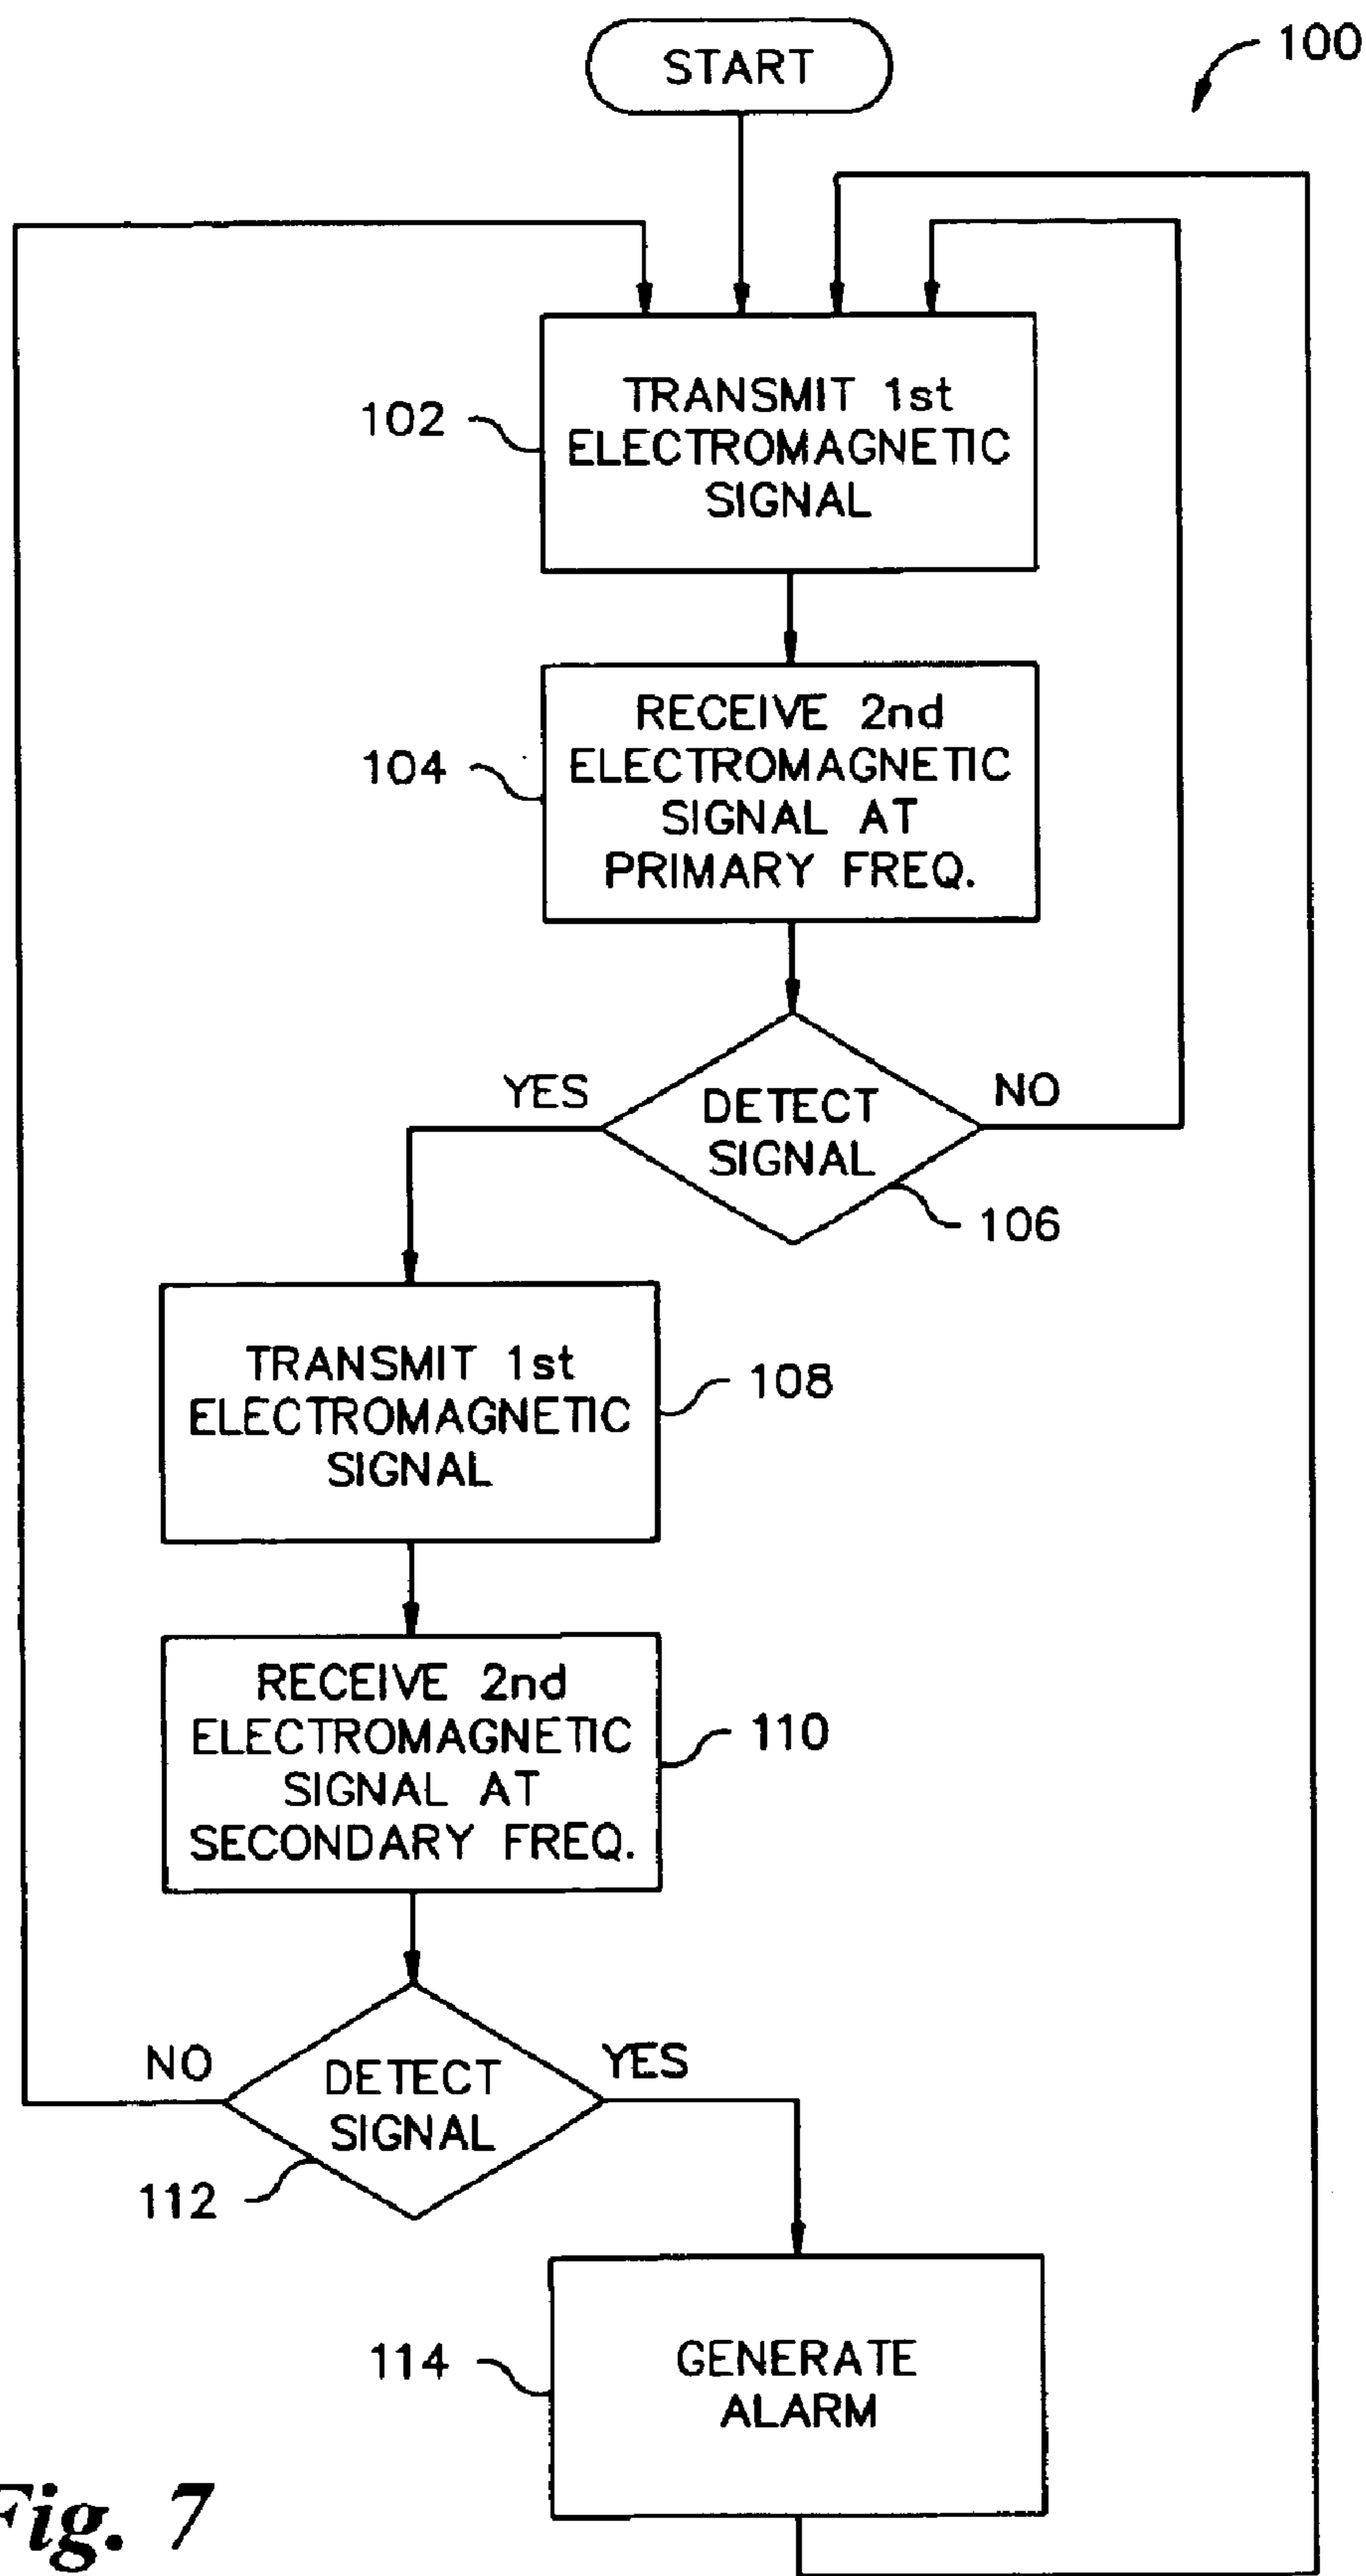 START
100
102
TRANSMIT 1st
ELECTROMAGNETIC
SIGNAL
104
RECEIVE 2nd
ELECTROMAGNETIC
SIGNAL AT
PRIMARY FREQ.
YES
DETECT
SIGNAL
NO
106
TRANSMIT 1st
ELECTROMAGNETIC
SIGNAL
108
RECEIVE 2nd
ELECTROMAGNETIC
SIGNAL AT
SECONDARY FREQ.
110
NO
DETECT
SIGNAL
YES
112
114
GENERATE
ALARM
Fig. 7